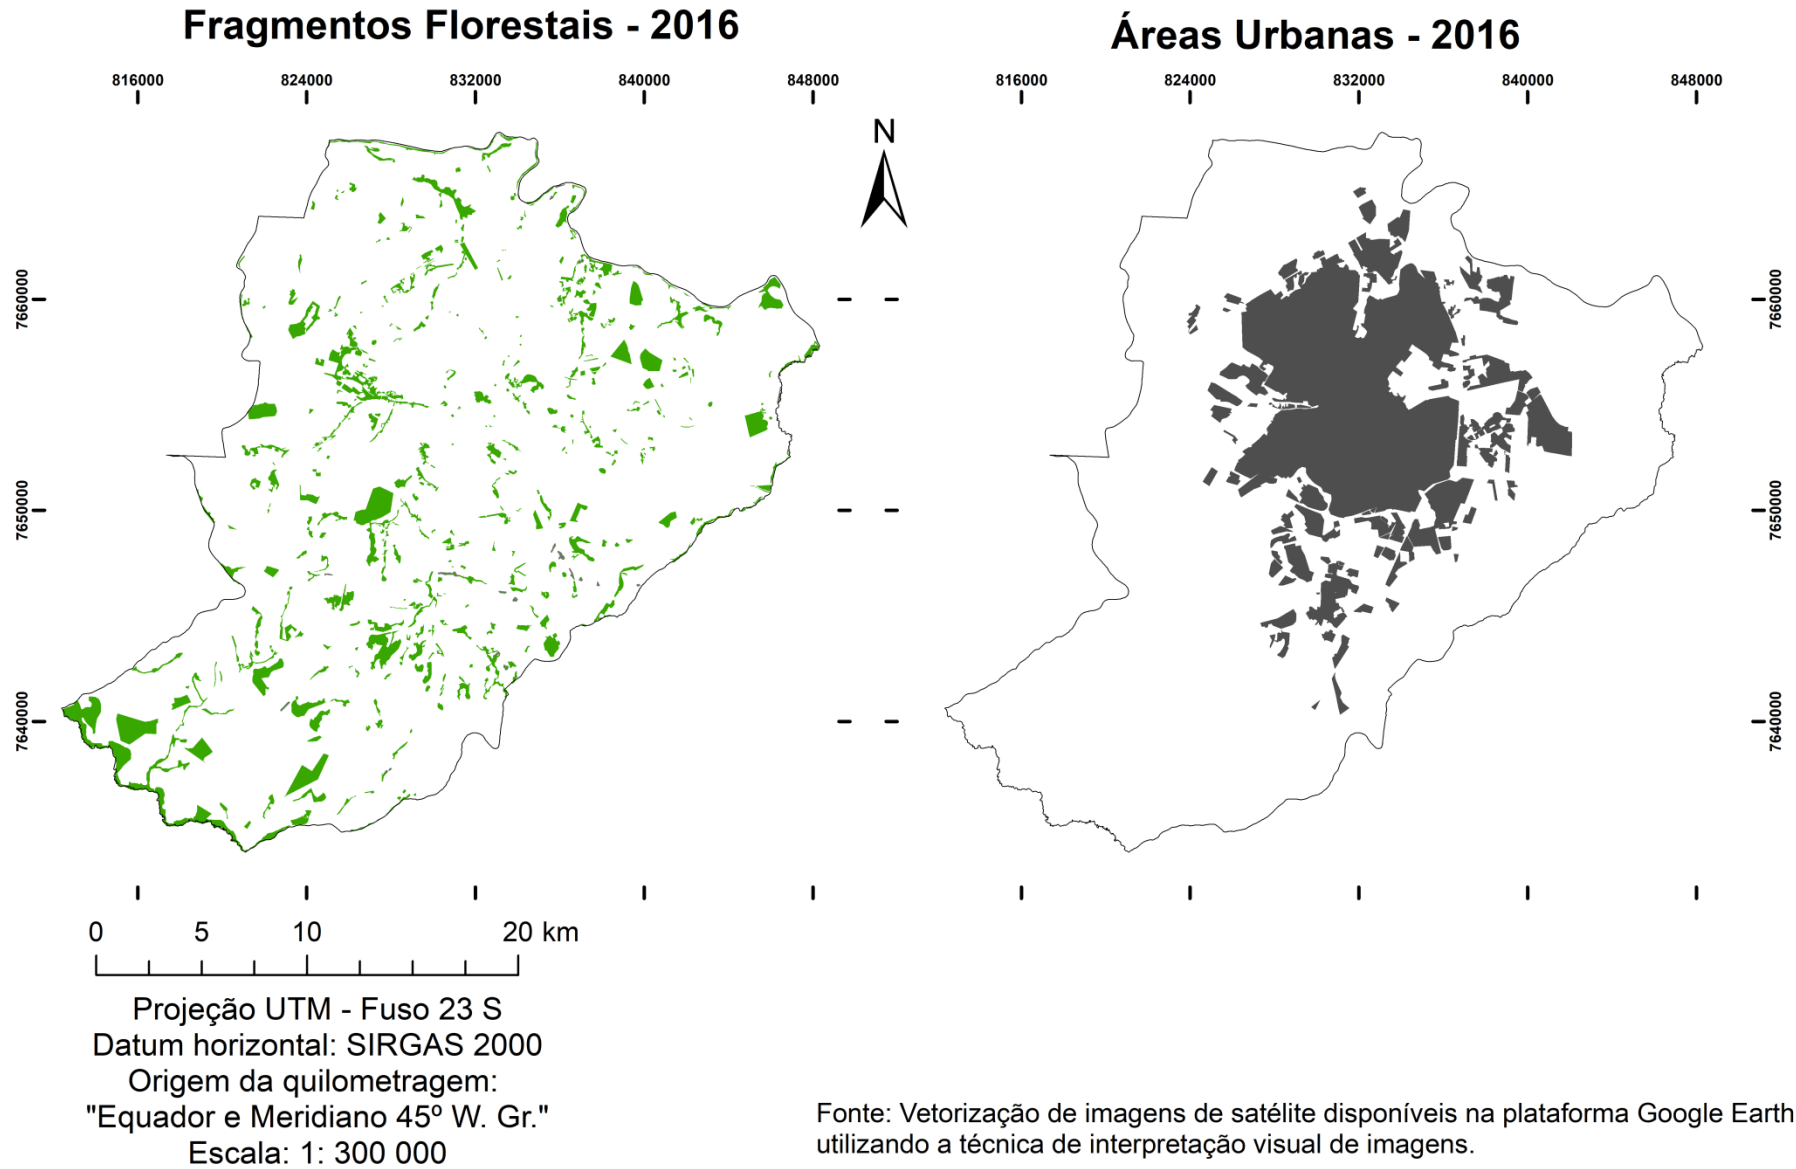 Fragmentos Florestais - 2016
Áreas Urbanas - 2016
816000 824000 832000 840000 848000
816000 824000 832000 840000 848000
N
7660000
7660000
7650000
7650000
7640000
7640000
0 5 10 20 km
Projeção UTM - Fuso 23 S
Datum horizontal: SIRGAS 2000
Origem da quilometragem:
"Equador e Meridiano 45º W. Gr."
Escala: 1: 300 000
Fonte: Vetorização de imagens de satélite disponíveis na plataforma Google Earth
utilizando a técnica de interpretação visual de imagens.